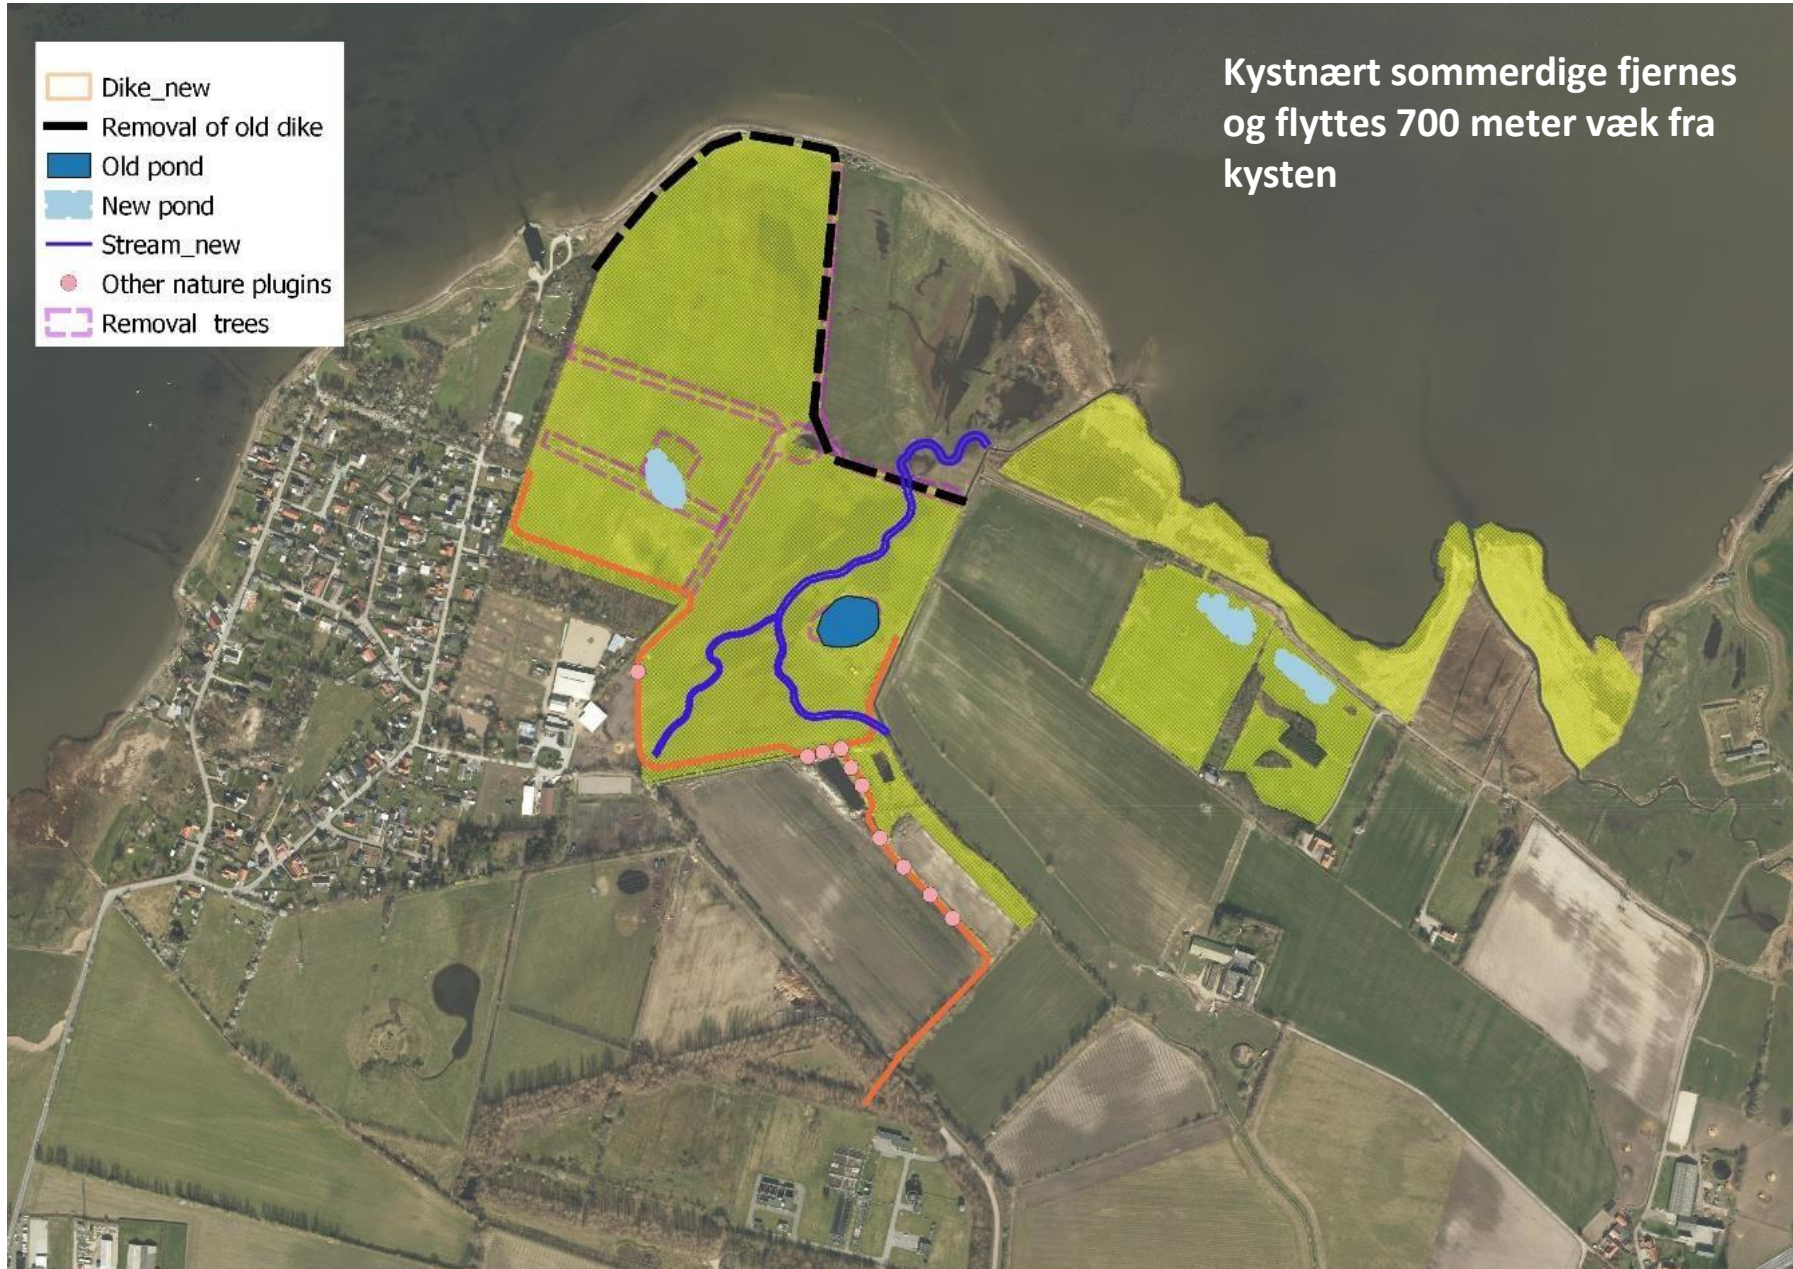 Dike_new
Removal of old dike
Old pond
New pond
Stream_new
Other nature plugins
Removal trees
Kystnært sommerdige fjernes
og flyttes 700 meter væk fra
kysten